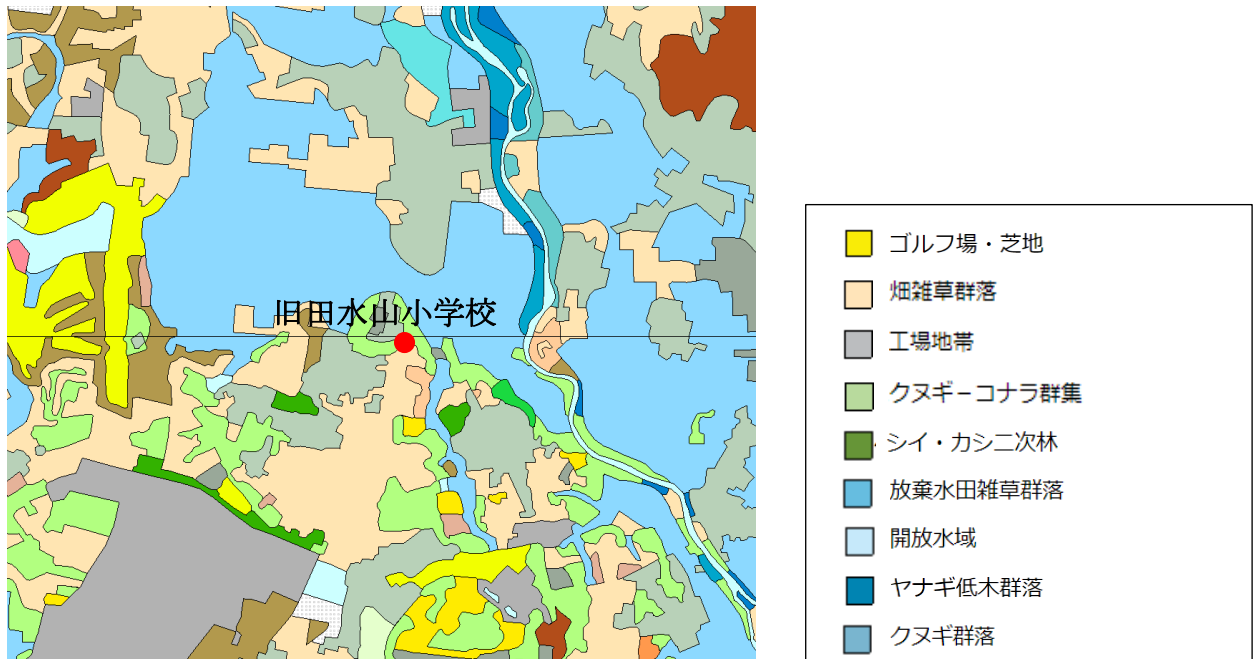 旧田水山小学校
ゴルフ場・芝地
畑雑草群落
工場地帯
クヌギ−コナラ群集
シイ・カシ二次林
放棄水田雑草群落
開放水域
ヤナギ低木群落
クヌギ群落